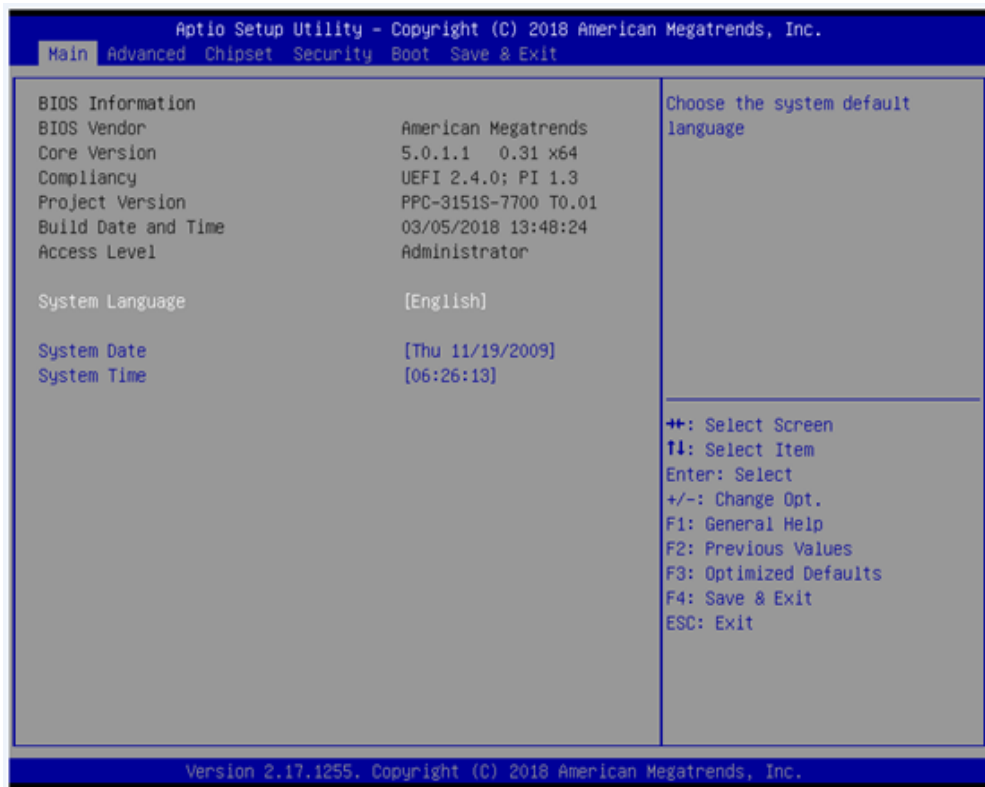 Aptio Setup Utility – Copyright (C) 2018 American Megatrends, Inc.
Main Advanced Chipset Security Boot Save & Exit
BIOS Information
BIOS Vendor American Megatrends
Core Version 5.0.1.1 0.31 x64
Compliancy UEFI 2.4.0; PI 1.3
Project Version PPC-3151S-7700 T0.01
Build Date and Time 03/05/2018 13:48:24
Access Level Administrator
System Language [English]
System Date [Thu 11/19/2009]
System Time [06:26:13]
Choose the system default
language
→←: Select Screen
↑↓: Select Item
Enter: Select
+/-: Change Opt.
F1: General Help
F2: Previous Values
F3: Optimized Defaults
F4: Save & Exit
ESC: Exit
Version 2.17.1255. Copyright (C) 2018 American Megatrends, Inc.